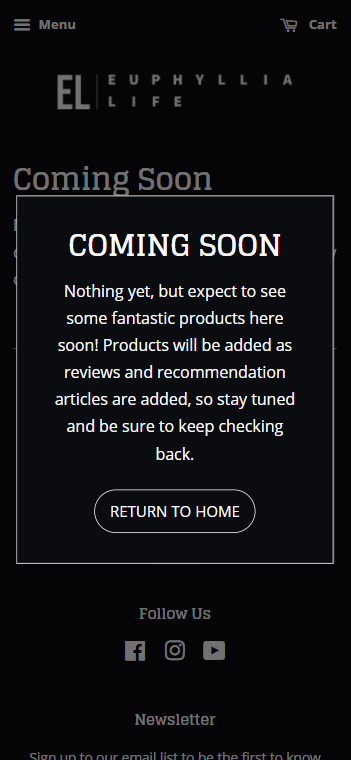 Menu
Cart
EL EUPHYLLIA
LIFE
Coming Soon
COMING SOON
Nothing yet, but expect to see
some fantastic products here
soon! Products will be added as
reviews and recommendation
articles are added, so stay tuned
and be sure to keep checking
back.
RETURN TO HOME
Follow Us
Newsletter
Sign up to our email list to be the first to know